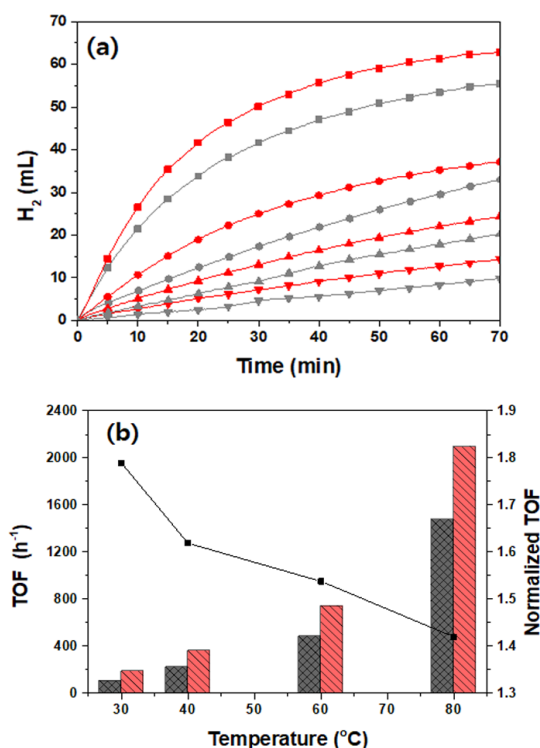 (a)
70
60
50
40
30
20
10
0
H2 (mL)
0 10 20 30 40 50 60 70
Time (min)
(b)
2400
2000
1600
1200
800
400
0
TOF (h-1)
1.9
1.8
1.7
1.6
1.5
1.4
1.3
Normalized TOF
30 40 50 60 70 80
Temperature (°C)